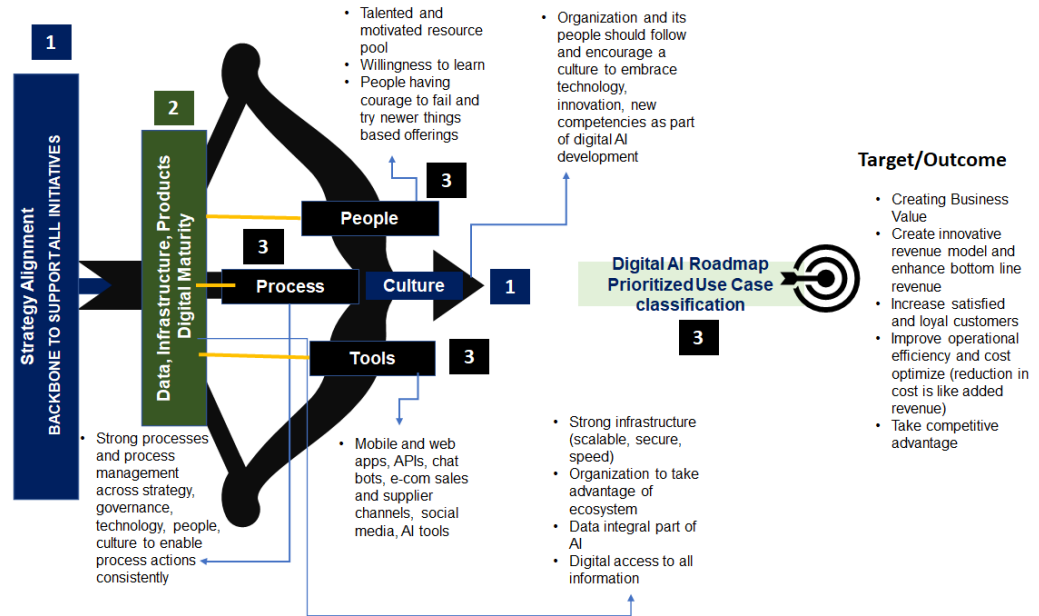 1
Strategy Alignment
BACKBONE TO SUPPORT ALL INITIATIVES
2
Data, Infrastructure, Products
Digital Maturity
• Talented and
motivated resource
pool
• Willingness to learn
• People having
courage to fail and
try newer things
based offerings
• Organization and its
people should follow
and encourage a
culture to embrace
technology,
innovation, new
competencies as part
of digital AI
development
3
People
3
Process
Culture
1
Tools
3
Digital AI Roadmap
Prioritized Use Case
classification
3
Target/Outcome
• Creating Business
Value
• Create innovative
revenue model and
enhance bottom line
revenue
• Increase satisfied
and loyal customers
• Improve operational
efficiency and cost
optimize (reduction in
cost is like added
revenue)
• Take competitive
advantage
• Strong processes
and process
management
across strategy,
governance,
technology, people,
culture to enable
process actions
consistently
• Mobile and web
apps, APIs, chat
bots, e-com sales
and supplier
channels, social
media, AI tools
• Strong infrastructure
(scalable, secure,
speed)
• Organization to take
advantage of
ecosystem
• Data integral part of
AI
• Digital access to all
information